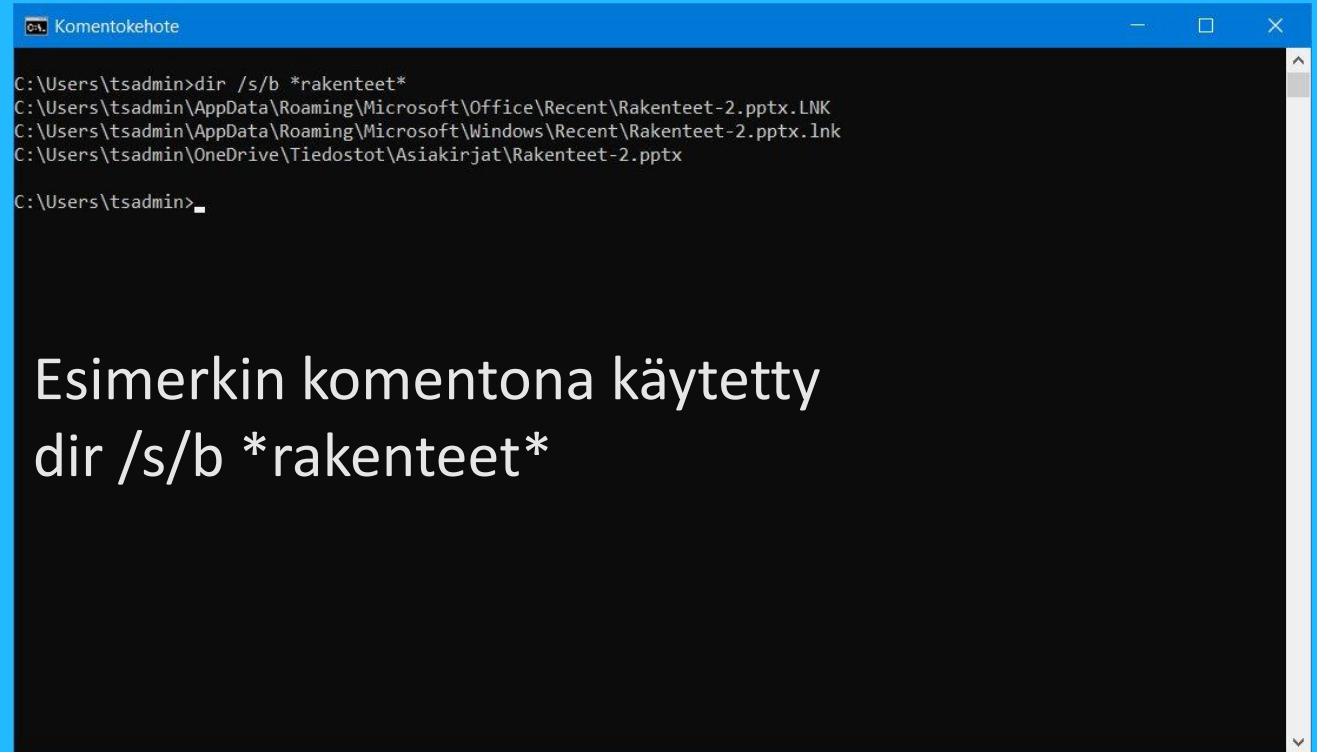 Komentokehote
C:\Users\tsadmin>dir /s/b *rakenteet*
C:\Users\tsadmin\AppData\Roaming\Microsoft\Office\Recent\Rakenteet-2.pptx.LNK
C:\Users\tsadmin\AppData\Roaming\Microsoft\Windows\Recent\Rakenteet-2.pptx.lnk
C:\Users\tsadmin\OneDrive\Tiedostot\Asiakirjat\Rakenteet-2.pptx
C:\Users\tsadmin>
Esimerkin komentona käytetty
dir /s/b *rakenteet*